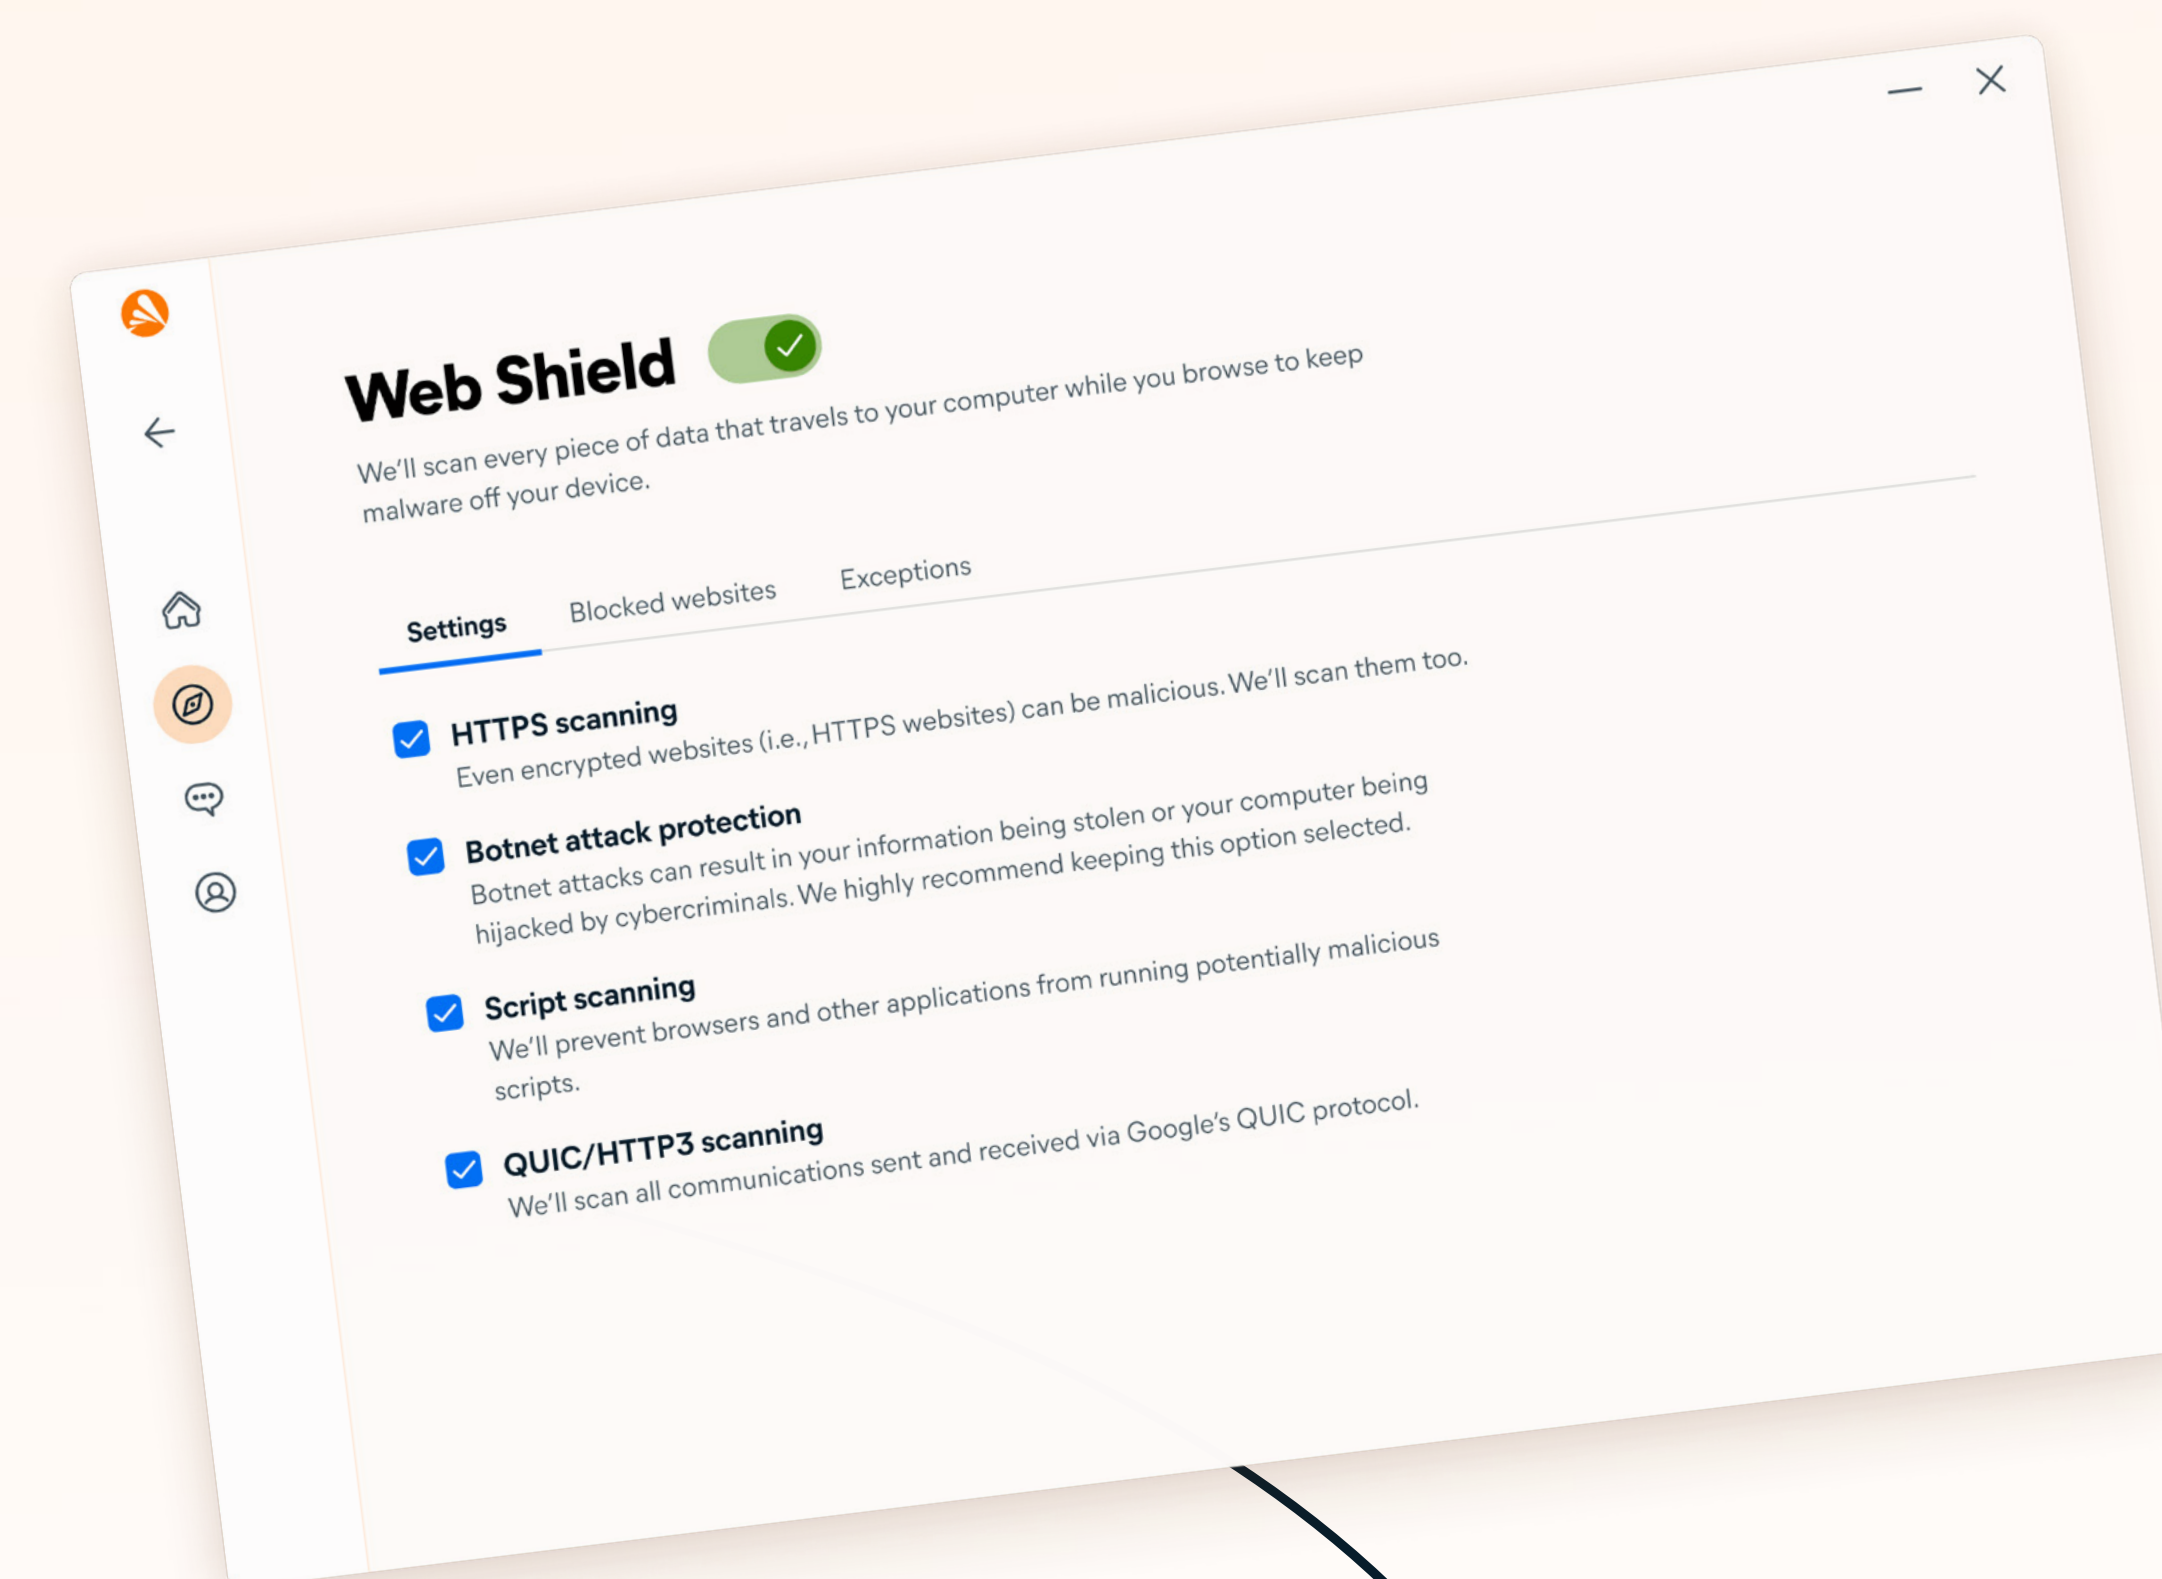 Web Shield
We’ll scan every piece of data that travels to your computer while you browse to keep
malware off your device.
Settings
Blocked websites
Exceptions
HTTPS scanning
Even encrypted websites (i.e., HTTPS websites) can be malicious. We’ll scan them too.
Botnet attack protection
Botnet attacks can result in your information being stolen or your computer being
hijacked by cybercriminals. We highly recommend keeping this option selected.
Script scanning
We’ll prevent browsers and other applications from running potentially malicious
scripts.
QUIC/HTTP3 scanning
We’ll scan all communications sent and received via Google’s QUIC protocol.